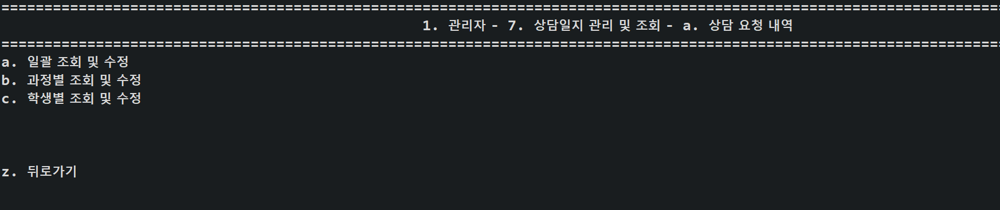 =====================================================================================================================
1. 관리자 - 7. 상담일지 관리 및 조회 - a. 상담 요청 내역
=====================================================================================================================
a. 일괄 조회 및 수정
b. 과정별 조회 및 수정
c. 학생별 조회 및 수정
z. 뒤로가기